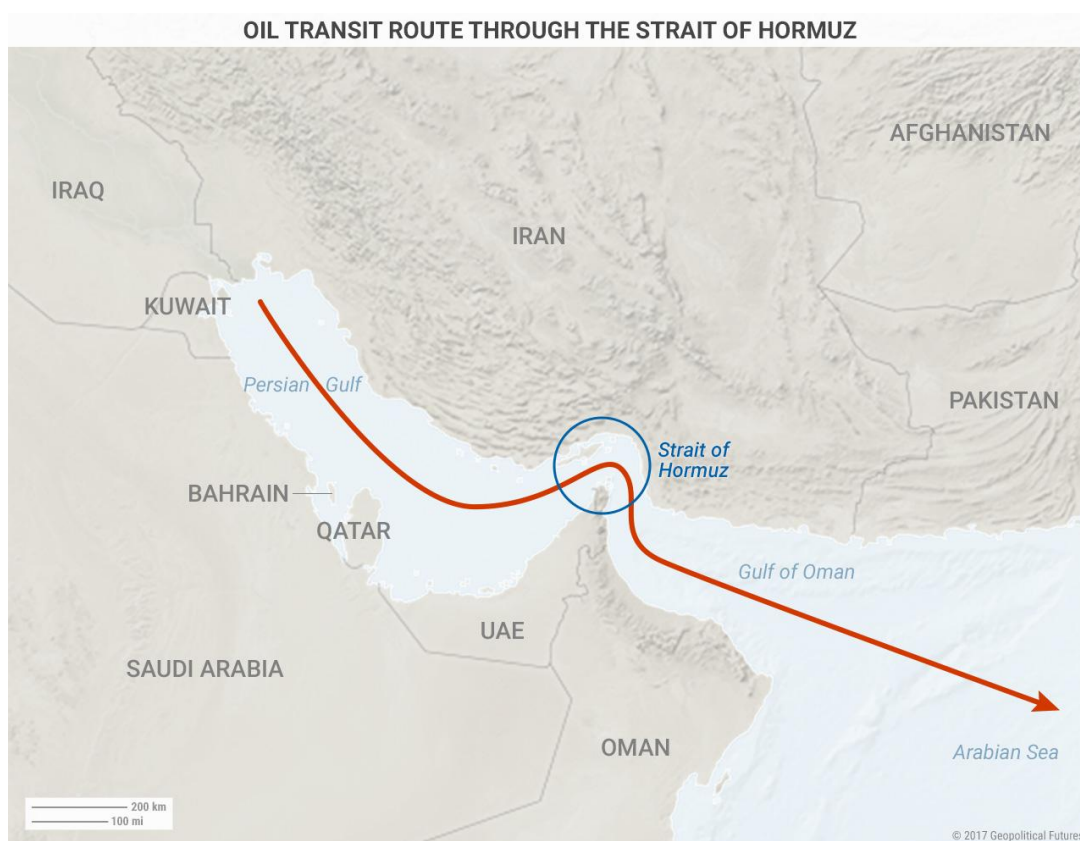 OIL TRANSIT ROUTE THROUGH THE STRAIT OF HORMUZ
AFGHANISTAN
IRAQ
IRAN
KUWAIT
Persian Gulf
PAKISTAN
Strait of
Hormuz
BAHRAIN
QATAR
Gulf of Oman
UAE
SAUDI ARABIA
OMAN
Arabian Sea
200 km
100 mi
© 2017 Geopolitical Futures